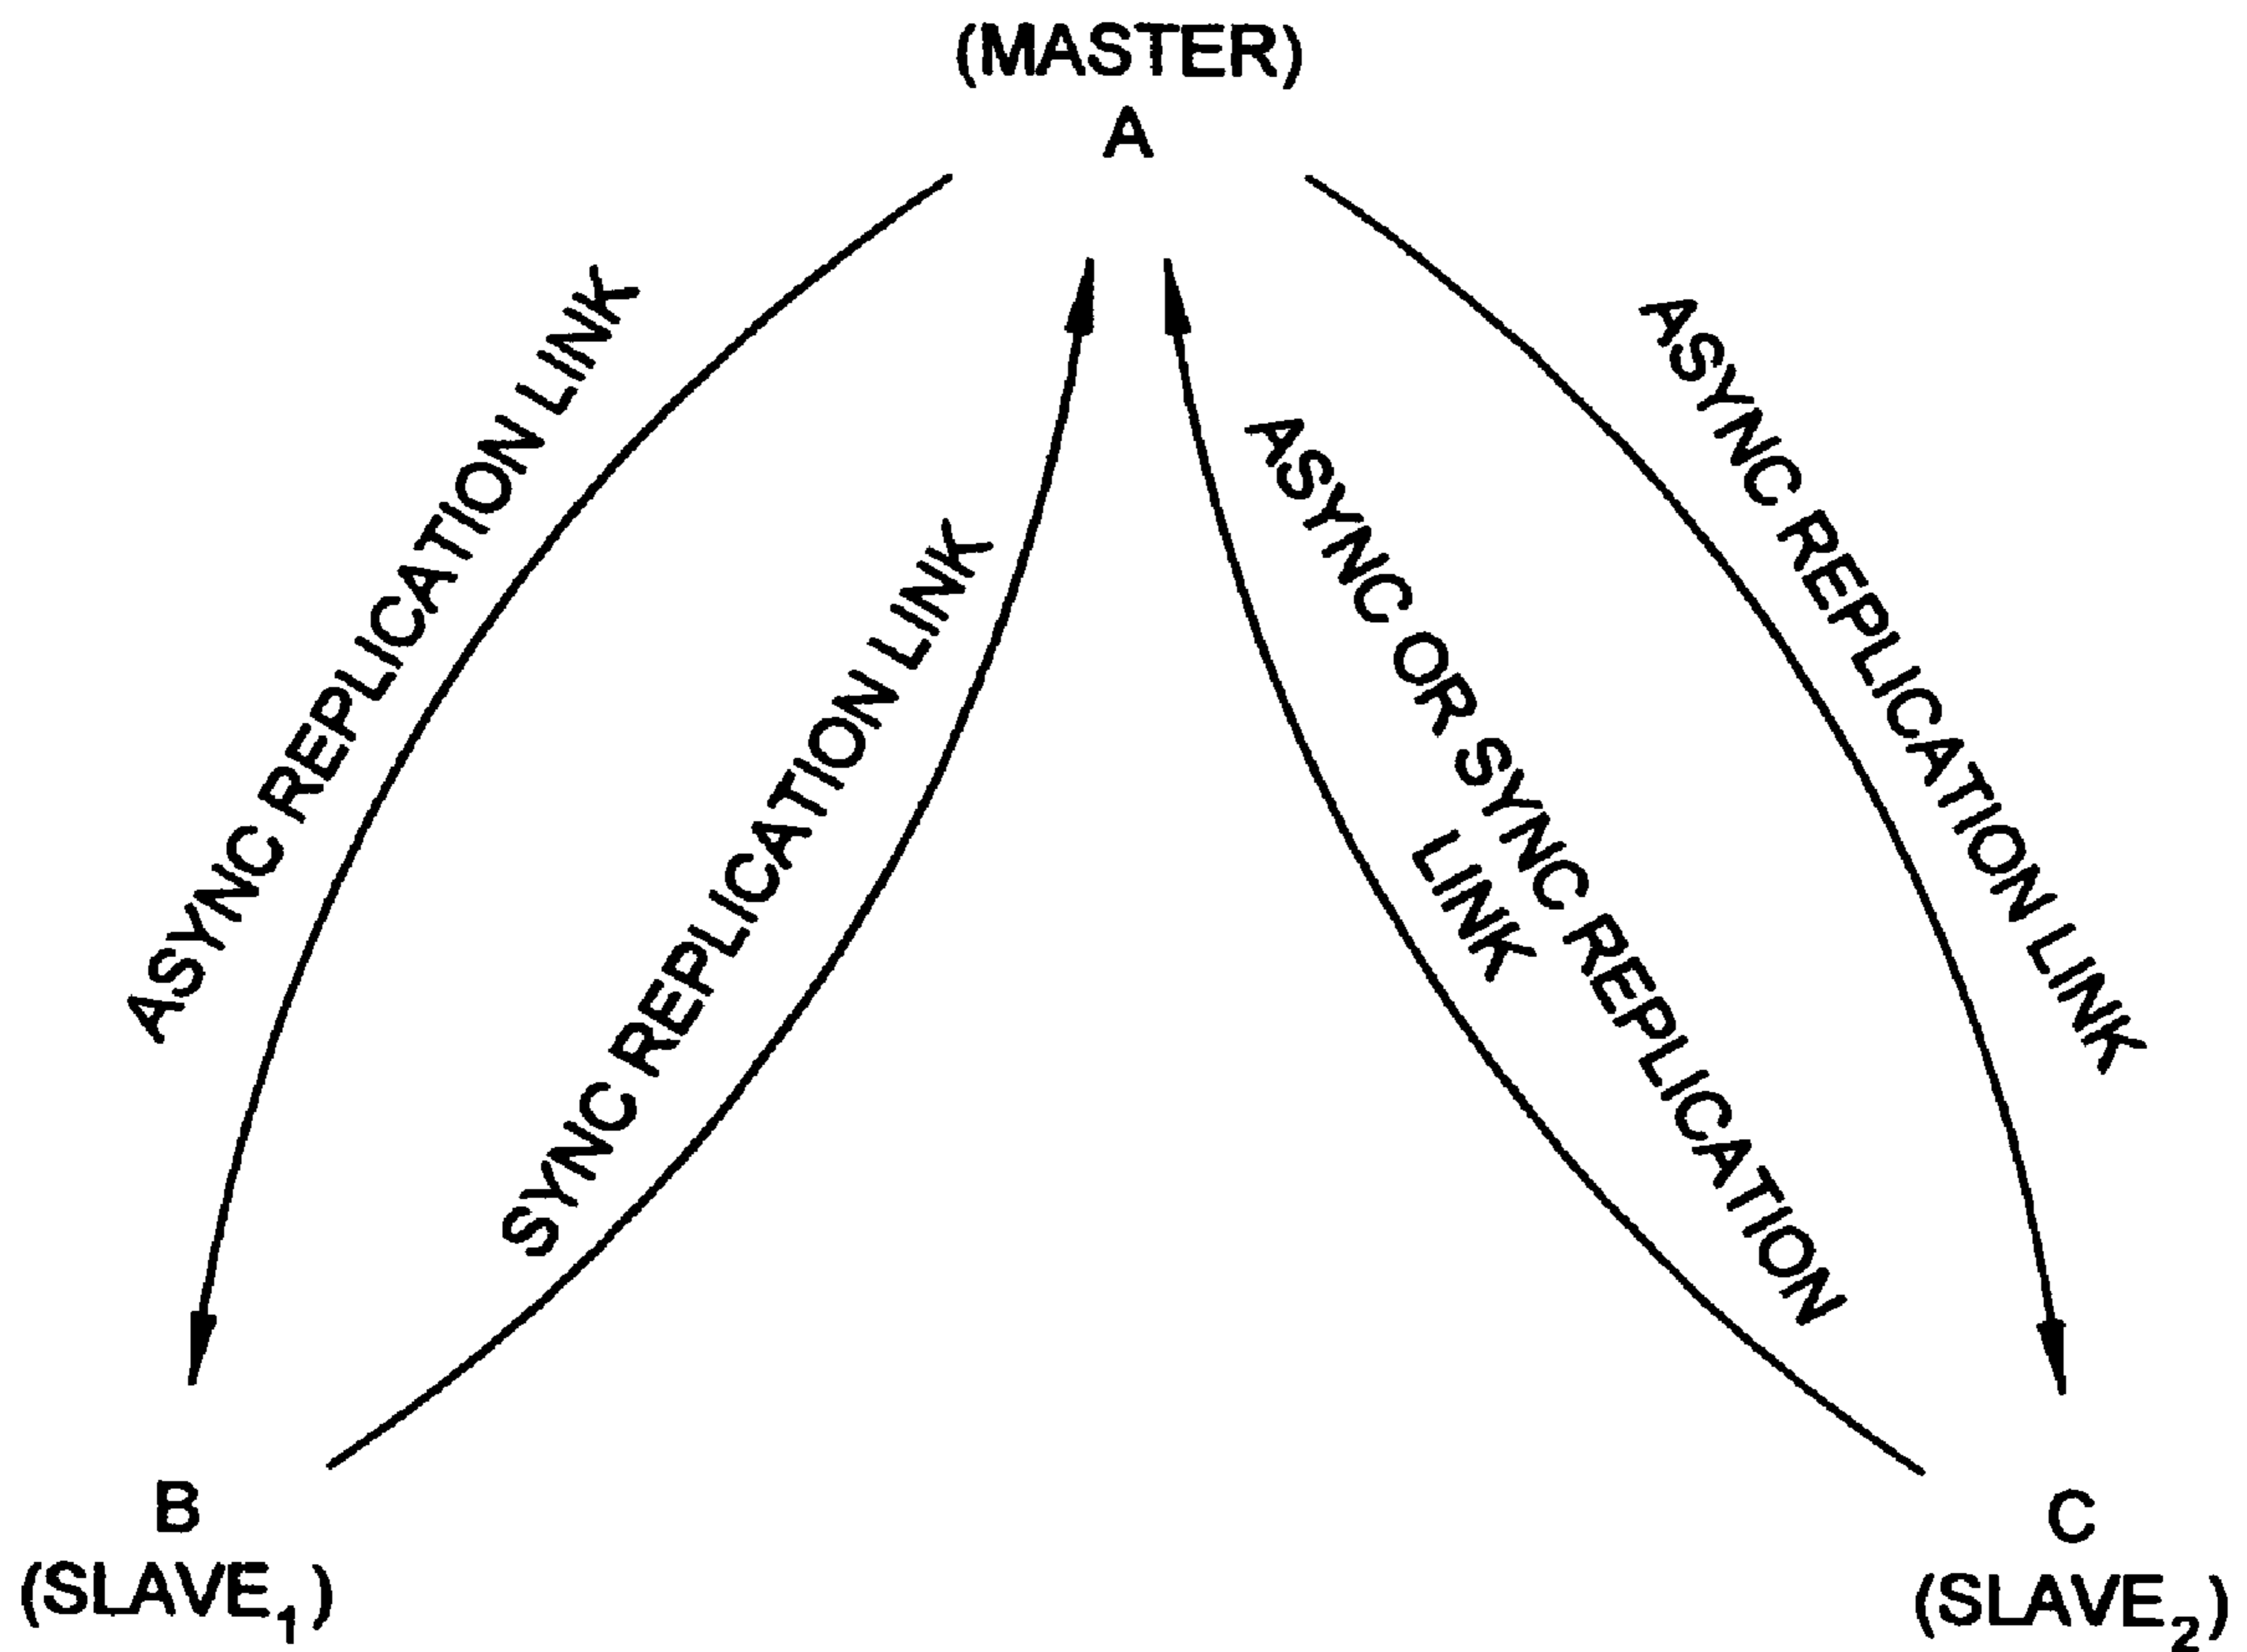 (MASTER)
A
ASYNC REPLICATION LINK
SYNC REPLICATION LINK
ASYNC OR SYNC REPLICATION
LINK
ASYNC REPLICATION LINK
B
(SLAVE₁)
C
(SLAVE₂)